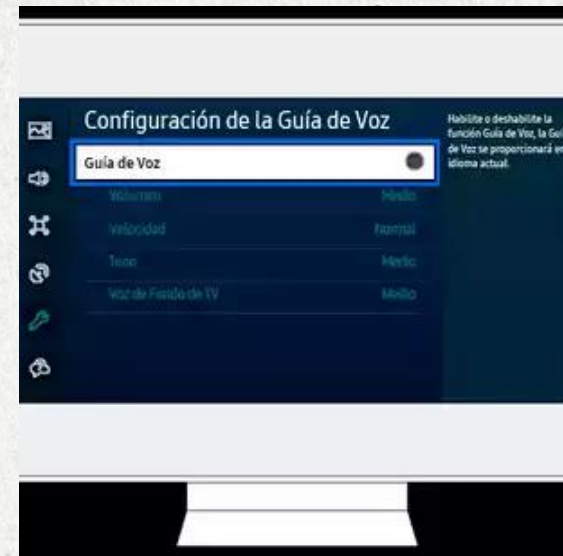 Configuración de la Guía de Voz
Guía de Voz
Volumen Medio
Velocidad Normal
Tono Medio
Voz de Fondo de TV Medio
Habilite o deshabilite la
función Guía de Voz, la Guí
de Voz se proporcionará en
idioma actual.